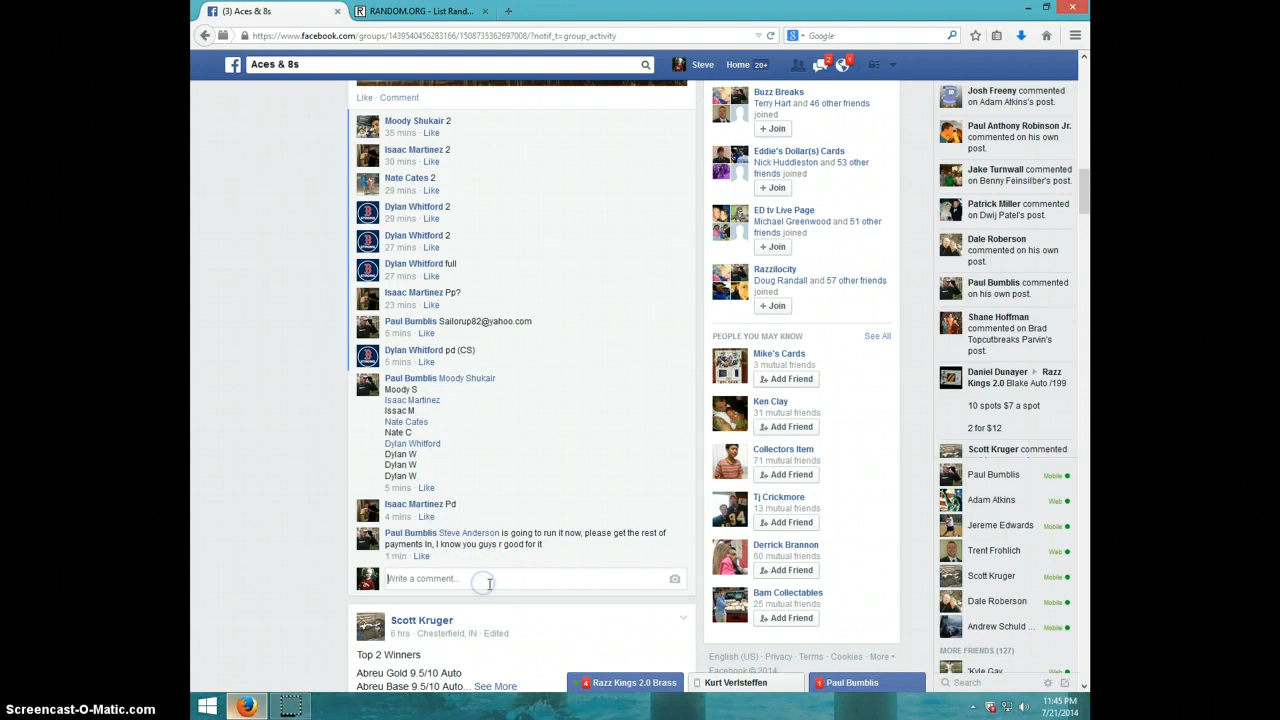 (3) Aces & 8s
RANDOM.ORG - List Rand...
https://www.facebook.com/groups/1439540456283166/1508735362697008/?notif_t=group_activity
Google
Aces & 8s
Steve
Home 20+
2
1
Like · Comment
Moody Shukair 2
35 mins · Like
Isaac Martinez 2
30 mins · Like
Nate Cates 2
29 mins · Like
Dylan Whitford 2
29 mins · Like
Dylan Whitford 2
27 mins · Like
Dylan Whitford full
27 mins · Like
Isaac Martinez Pp?
23 mins · Like
Paul Bumblis Sailorup82@yahoo.com
6 mins · Like
Dylan Whitford pd (CS)
5 mins · Like
Paul Bumblis Moody Shukair
Moody S
Isaac Martinez
Issac M
Nate Cates
Nate C
Dylan Whitford
Dylan W
Dylan W
Dylan W
5 mins · Like
Isaac Martinez Pd
4 mins · Like
Paul Bumblis Steve Anderson is going to run it now, please get the rest of
payments In, I know you guys r good for it
1 min · Like
Write a comment...
Scott Kruger
6 hrs · Chesterfield, IN · Edited
Top 2 Winners
Abreu Gold 9.5/10 Auto
Abreu Base 9.5/10 Auto... See More
Buzz Breaks
Terry Hart and 46 other friends
joined
+ Join
Eddie's Dollar(s) Cards
Nick Huddleston and 53 other
friends joined
+ Join
ED tv Live Page
Michael Greenwood and 51 other
friends joined
+ Join
Razzilocity
Doug Randall and 57 other friends
joined
+ Join
PEOPLE YOU MAY KNOW
See All
Mike's Cards
3 mutual friends
Add Friend
Ken Clay
31 mutual friends
Add Friend
Collectors Item
71 mutual friends
Add Friend
Tj Crickmore
13 mutual friends
Add Friend
Derrick Brannon
60 mutual friends
Add Friend
Bam Collectables
25 mutual friends
Add Friend
English (US) · Privacy · Terms · Cookies · More
Facebook © 2014
Josh Freeny commented
on Adam Atkins's post.
Paul Anthony Robinson Jr.
commented on his own
post.
Jake Turnwall commented
on Benny Feinsilber's post.
Patrick Miller commented
on Dwij Patel's post.
Dale Roberson
commented on his own
post.
Paul Bumblis commented
on his own post.
Shane Hoffman
commented on Brad
Topcutbreaks Parvin's
post.
Daniel Dunayer ▶ Razz
Kings 2.0 Blake Auto /199
10 spots $7 a spot
2 for $12
Scott Kruger commented
Paul Bumblis Mobile
Adam Atkins Web
Jereme Edwards Mobile
Trent Frohlich Web
Scott Kruger Mobile
Dale Roberson Mobile
Andrew Schuld ... Mobile
MORE FRIENDS (127)
'Kyle Gay
Search
4 Razz Kings 2.0 Brass
Kurt Verlsteffen
1 Paul Bumblis
11:45 PM
7/21/2014
Screencast-O-Matic.com